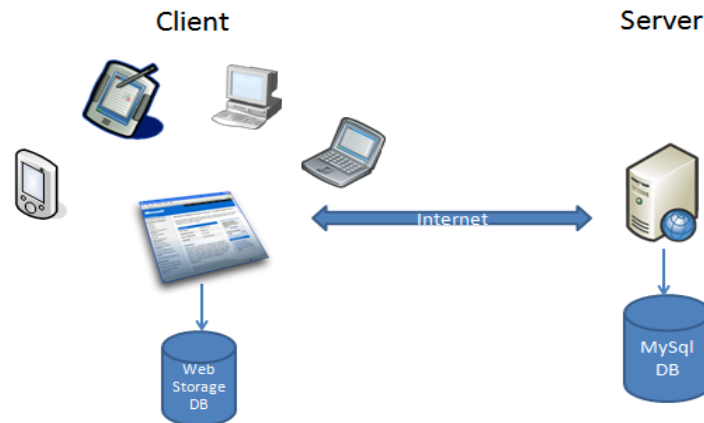 Client
Server
Internet
Web
Storage
DB
MySql
DB